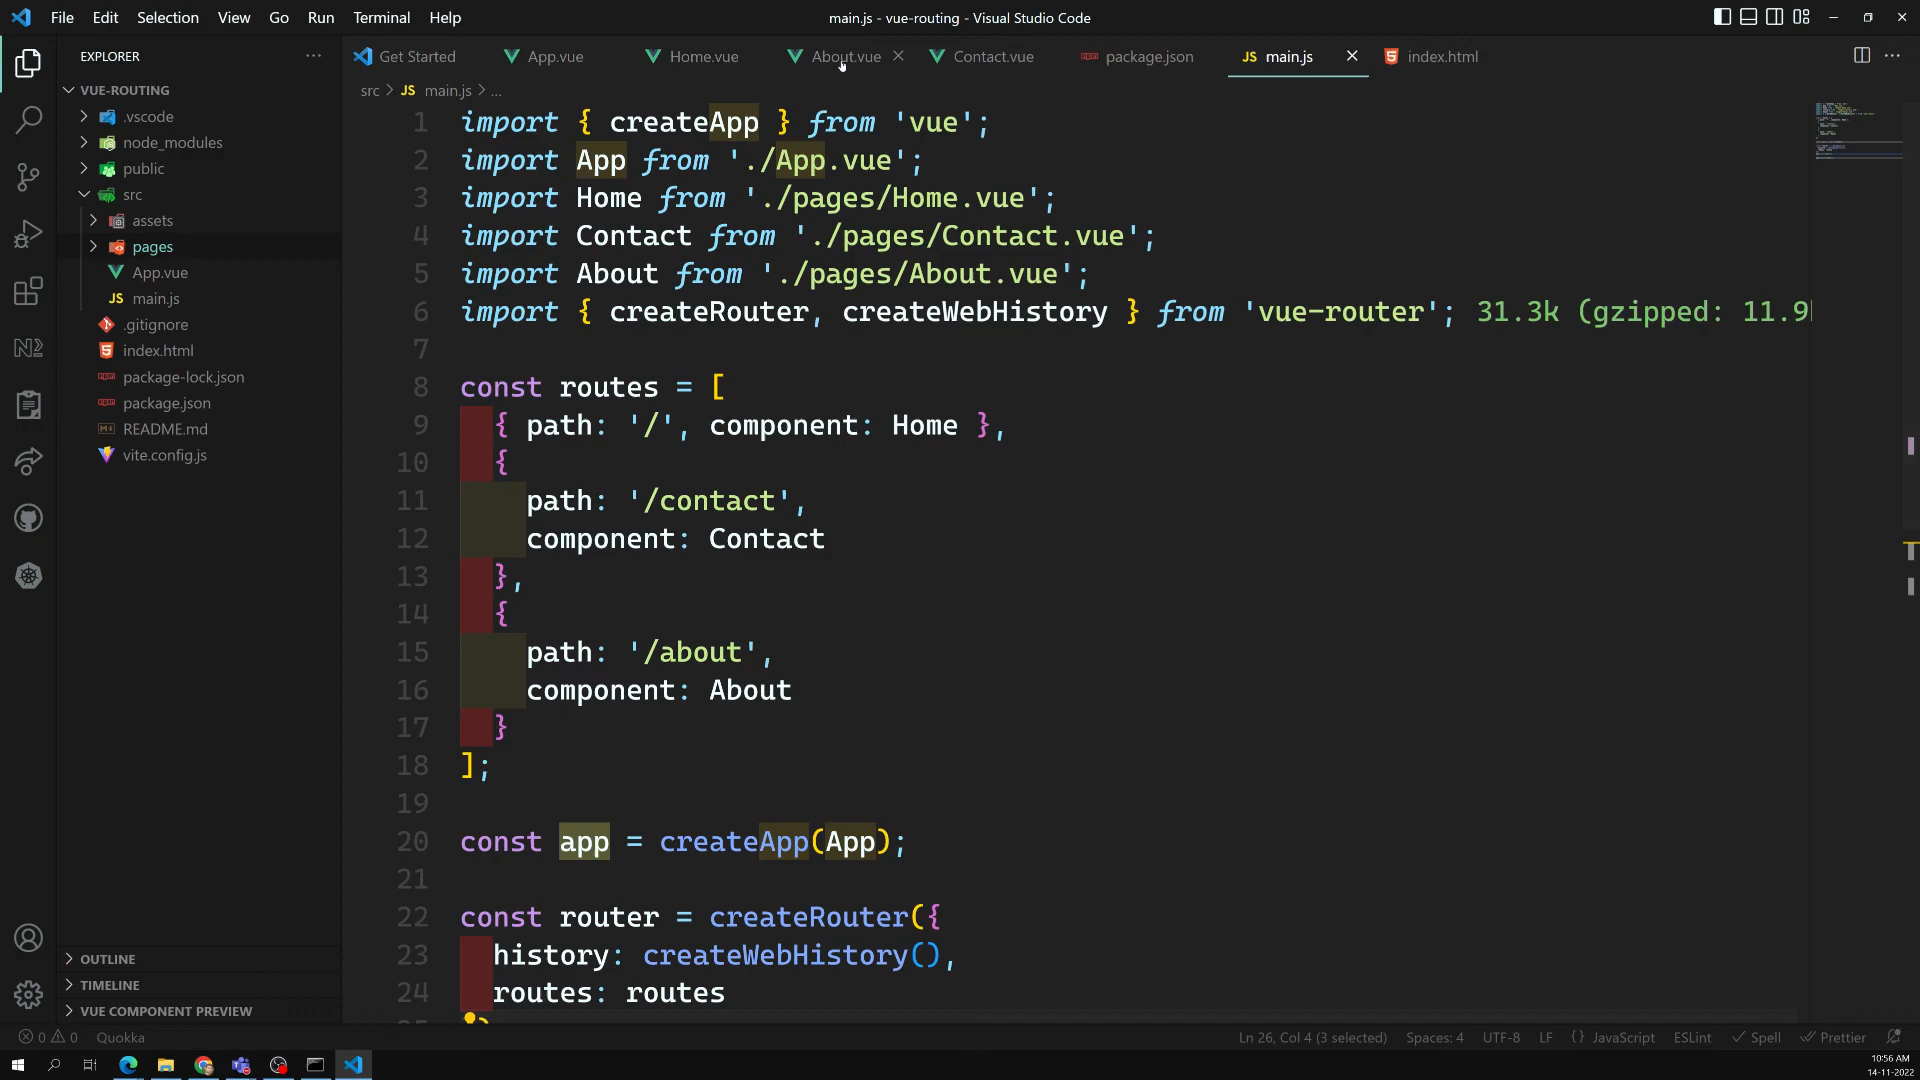 File Edit Selection View Go Run Terminal Help
main.js - vue-routing - Visual Studio Code
EXPLORER
Get Started
App.vue
Home.vue
About.vue
Contact.vue
package.json
JS main.js
index.html
src > JS main.js > ...
VUE-ROUTING
.vscode
node_modules
public
src
assets
pages
App.vue
JS main.js
.gitignore
index.html
package-lock.json
package.json
README.md
vite.config.js
OUTLINE
TIMELINE
VUE COMPONENT PREVIEW
1 import { createApp } from 'vue';
2 import App from './App.vue';
3 import Home from './pages/Home.vue';
4 import Contact from './pages/Contact.vue';
5 import About from './pages/About.vue';
6 import { createRouter, createWebHistory } from 'vue-router'; 31.3k (gzipped: 11.9
7
8 const routes = [
9 { path: '/', component: Home },
10 {
11 path: '/contact',
12 component: Contact
13 },
14 {
15 path: '/about',
16 component: About
17 }
18 ];
19
20 const app = createApp(App);
21
22 const router = createRouter({
23 history: createWebHistory(),
24 routes: routes
0 0 Quokka
Ln 26, Col 4 (3 selected) Spaces: 4 UTF-8 LF {} JavaScript ESLint Spell Prettier
10:56 AM
14-11-2022